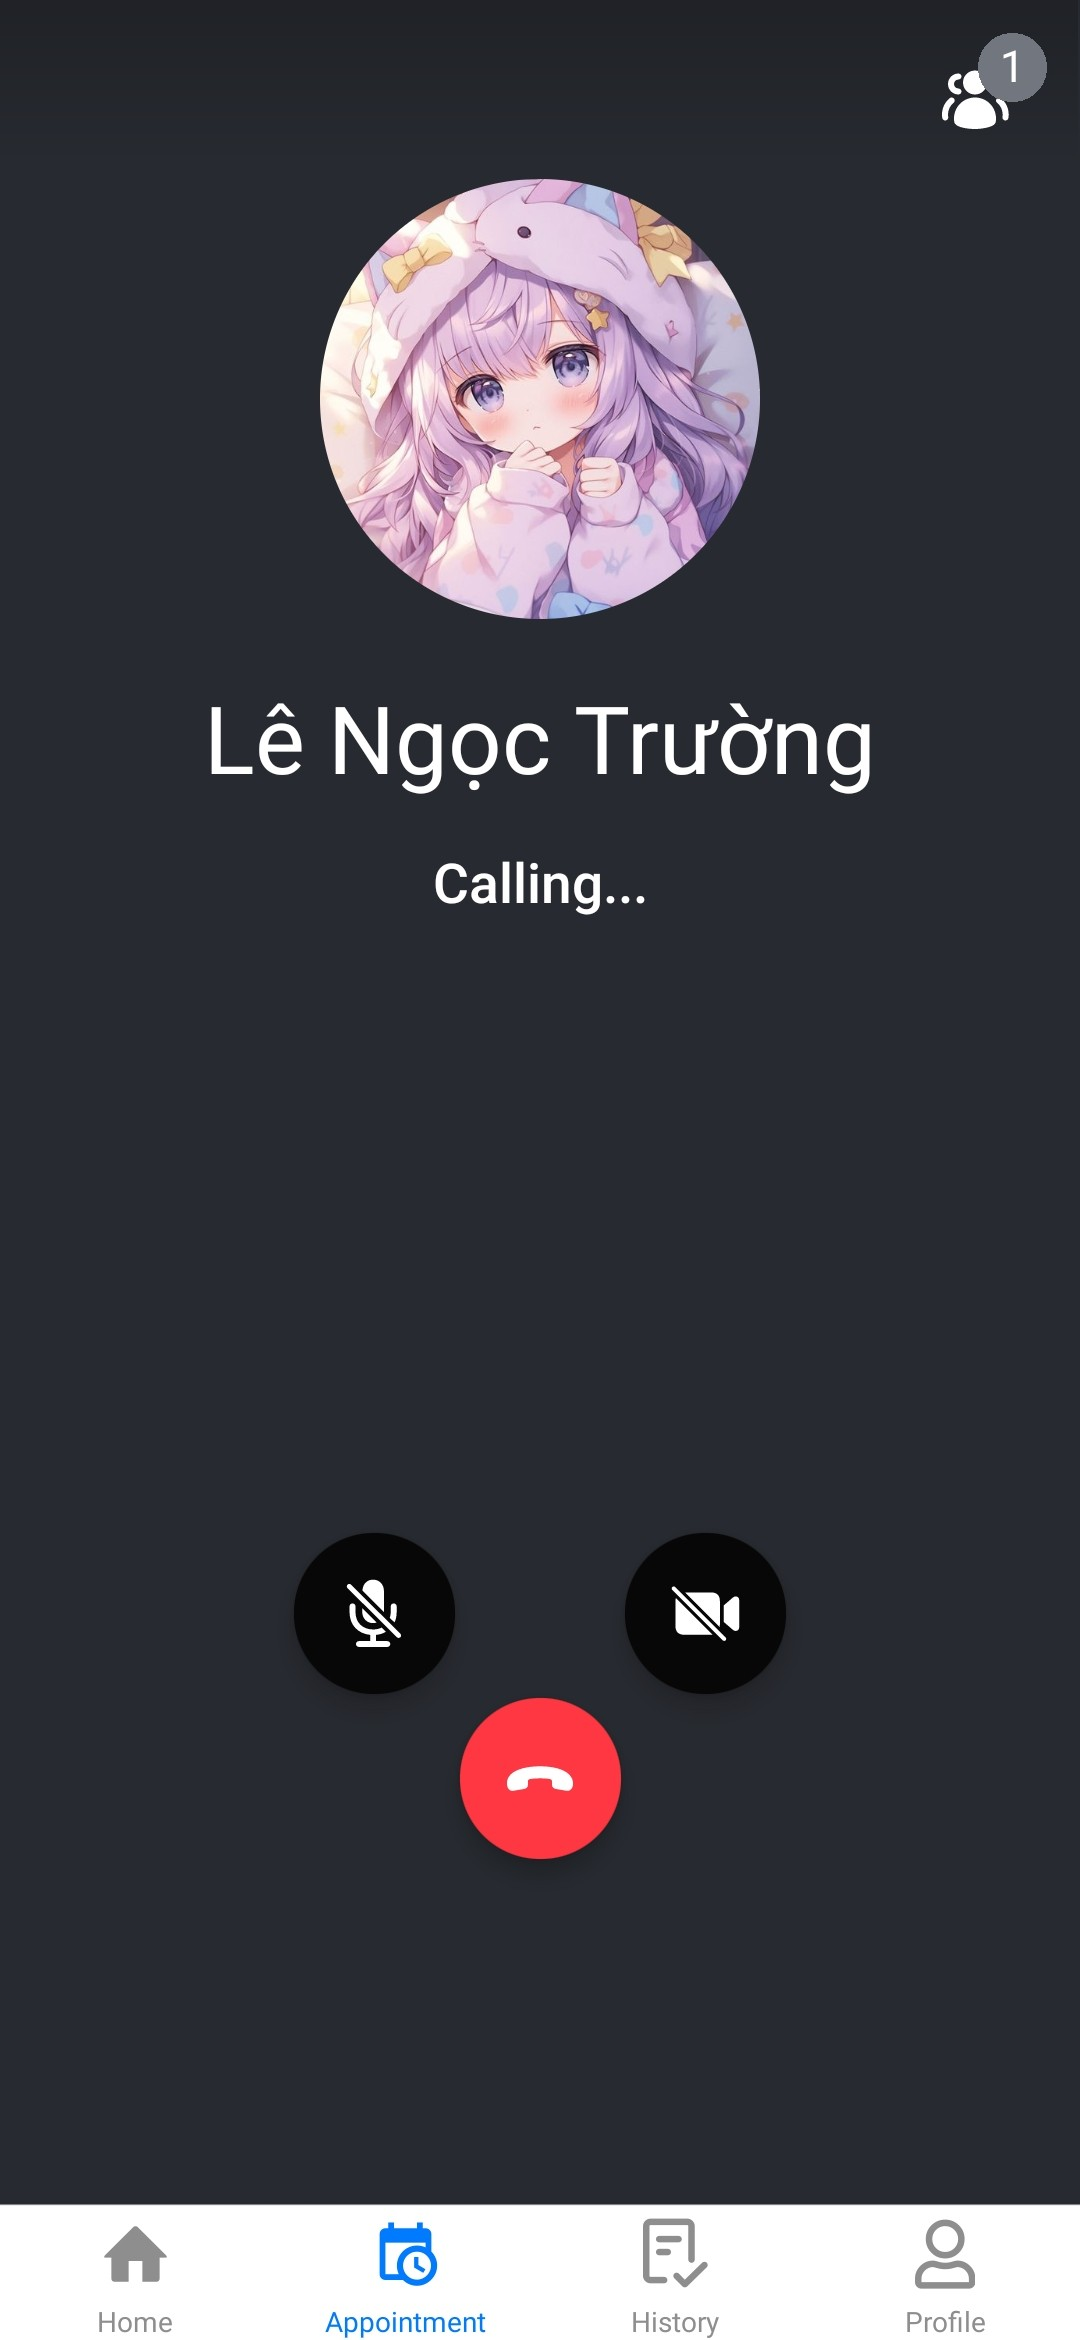 1
Lê Ngọc Trường
Calling...
Home
Appointment
History
Profile